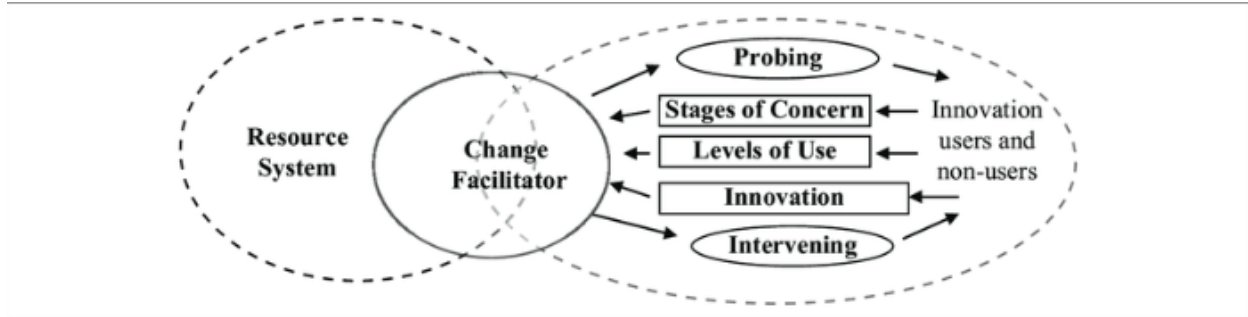 Resource
System
Change
Facilitator
Probing
Stages of Concern
Levels of Use
Innovation
Intervening
Innovation
users and
non-users